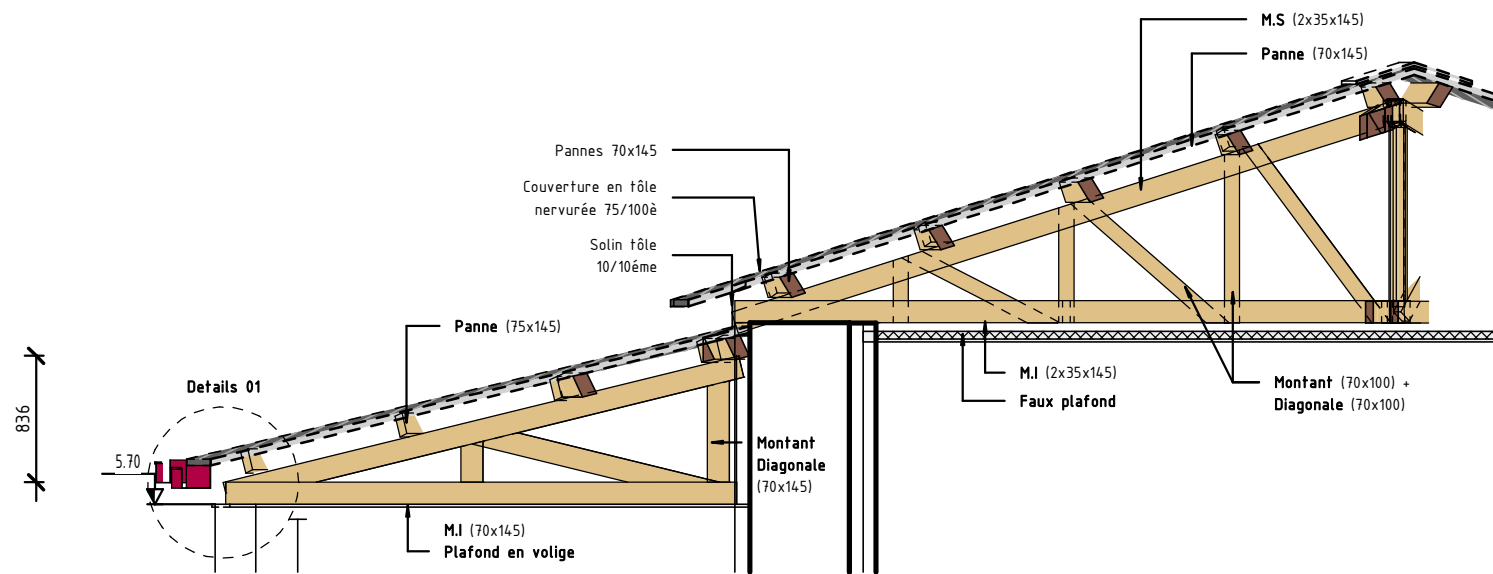 M.S (2x35x145)
Panne (70x145)
Pannes 70x145
Couverture en tôle
nervurée 75/100è
Solin tôle
10/10éme
Panne (75x145)
Details 01
836
5.70
M.I (2x35x145)
Faux plafond
Montant (70x100) +
Diagonale (70x100)
Montant
Diagonale
(70x145)
M.I (70x145)
Plafond en volige